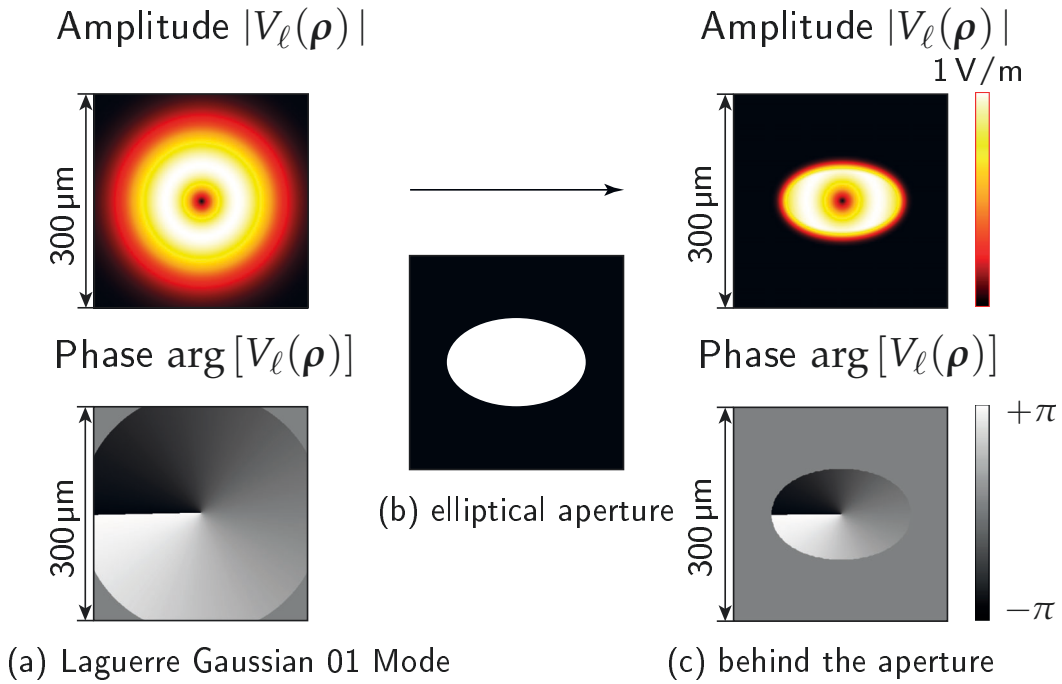 Amplitude |V_ℓ(ρ)|
300 µm
Phase arg [V_ℓ(ρ)]
300 µm
(a) Laguerre Gaussian 01 Mode
(b) elliptical aperture
Amplitude |V_ℓ(ρ)|
1 V/m
300 µm
Phase arg [V_ℓ(ρ)]
+π
300 µm
−π
(c) behind the aperture